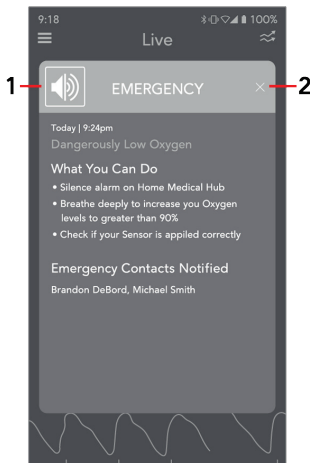 9:18
100%
Live
1
EMERGENCY
2
Today | 9:24pm
Dangerously Low Oxygen
What You Can Do
• Silence alarm on Home Medical Hub
• Breathe deeply to increase you Oxygen
levels to greater than 90%
• Check if your Sensor is appiled correctly
Emergency Contacts Notified
Brandon DeBord, Michael Smith